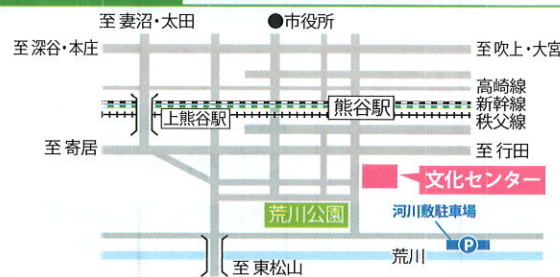 至 妻沼・太田
●市役所
至 深谷・本庄
至 吹上・大宮
高崎線
新幹線
秩父線
熊谷駅
上熊谷駅
至 寄居
至 行田
文化センター
荒川公園
河川敷駐車場
P
荒川
至 東松山